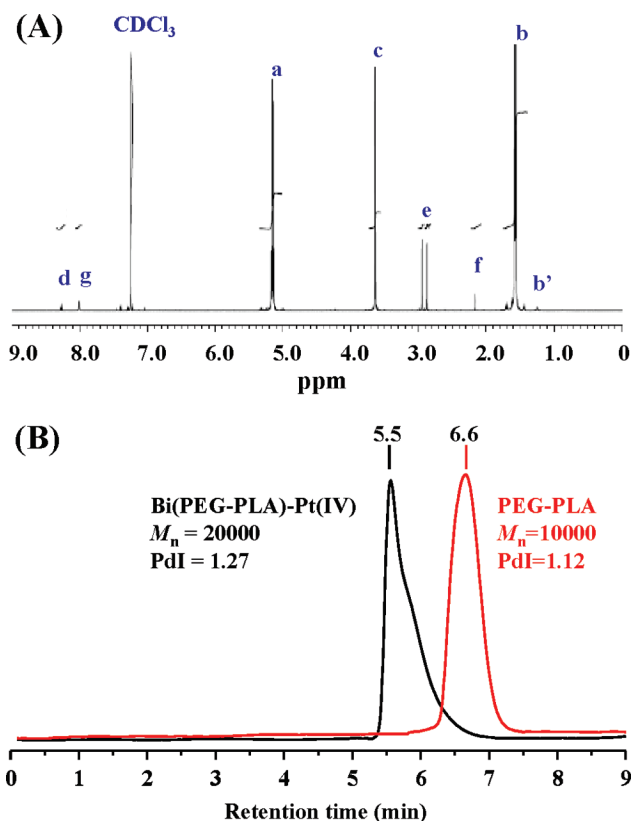 (A)
CDCl3
a
c
b
e
d
g
f
b'
9.0 8.0 7.0 6.0 5.0 4.0 3.0 2.0 1.0 0
ppm
(B)
5.5 6.6
Bi(PEG-PLA)-Pt(IV)
Mn = 20000
PdI = 1.27
PEG-PLA
Mn=10000
PdI=1.12
0 1 2 3 4 5 6 7 8 9
Retention time (min)